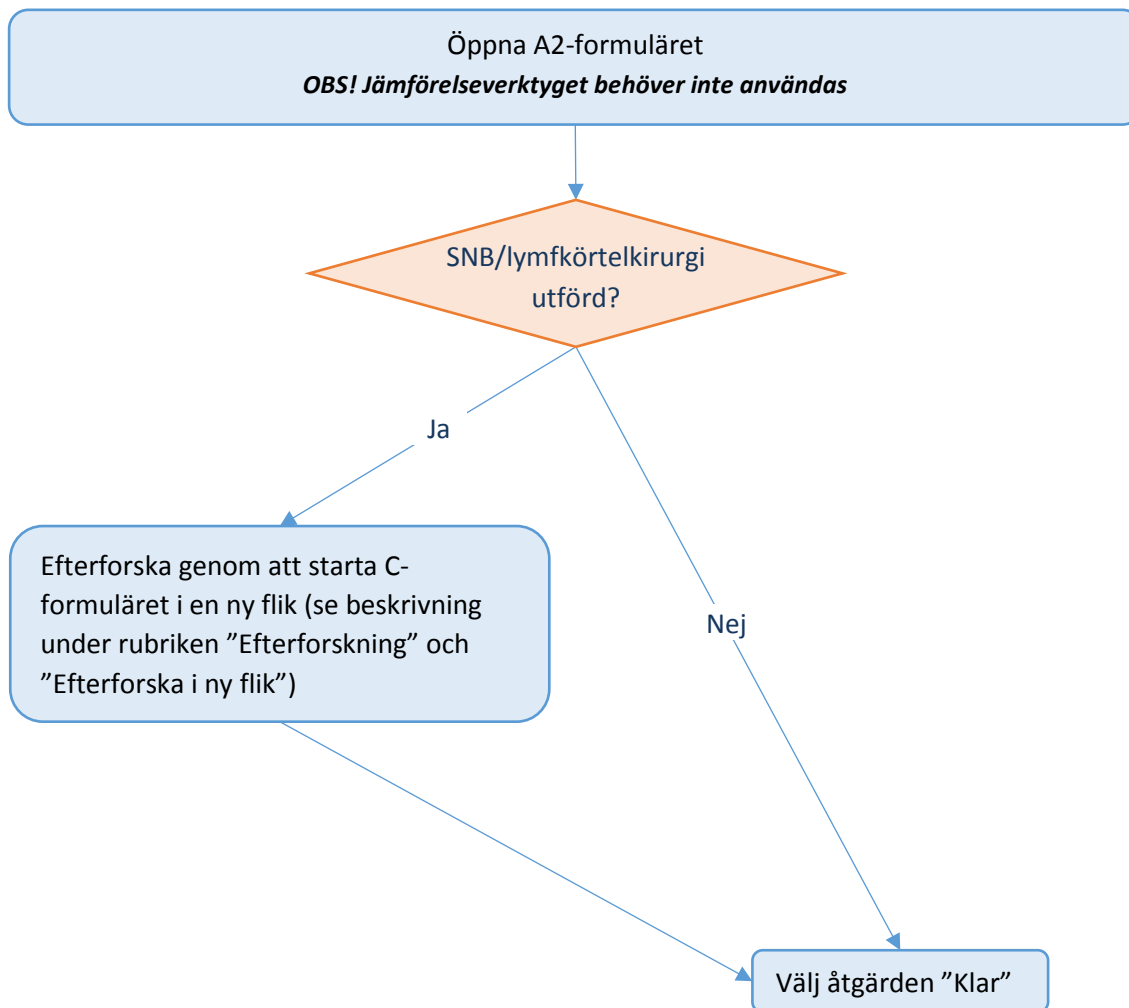 Öppna A2-formuläret
OBS! Jämförelseverktyget behöver inte användas
SNB/lymfkörtelkirurgi
utförd?
Ja
Efterforska genom att starta C-
formuläret i en ny flik (se beskrivning
under rubriken ”Efterforskning” och
”Efterforska i ny flik”)
Nej
Välj åtgärden ”Klar”